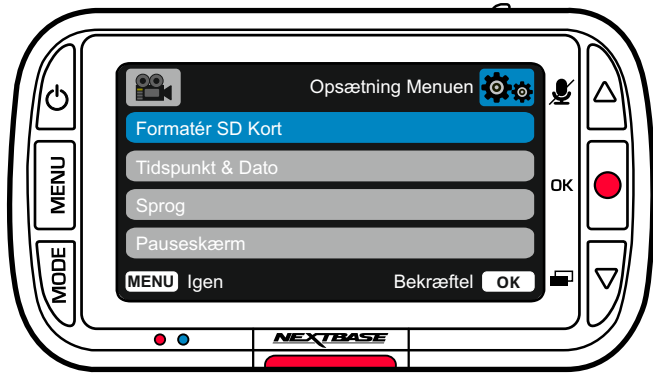 Opsætning Menuen
Formatér SD Kort
Tidspunkt & Dato
Sprog
Pauseskærm
MENU Igen Bekræftel OK
MENU
MODE
OK
NEXTBASE